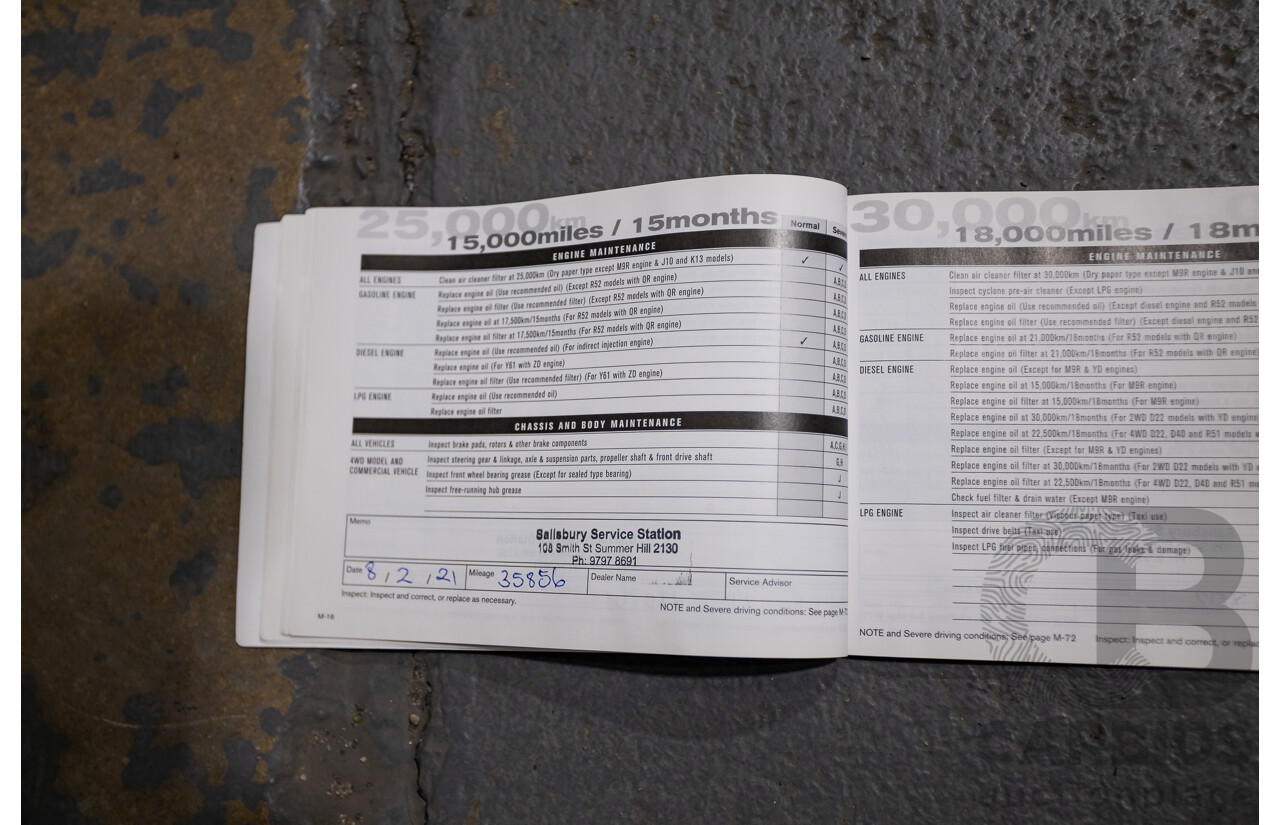 25,000km
15,000miles / 15months
Normal
ENGINE MAINTENANCE
ALL ENGINES Clean air cleaner filter at 25,000km (Dry paper type except M9R engine & J10 and K13 models) ✓ ✓
GASOLINE ENGINE Replace engine oil (Use recommended oil) (Except R52 models with QR engine) A,B,C,D
Replace engine oil filter (Use recommended filter) (Except R52 models with QR engine) A,B,C,D
Replace engine oil at 17,500km/15months (For R52 models with QR engine) A,B,C,D
Replace engine oil filter at 17,500km/15months (For R52 models with QR engine) A,B,C,D
DIESEL ENGINE Replace engine oil (Use recommended oil) (For indirect injection engine) ✓ A,B,C,D
Replace engine oil (For Y61 with ZD engine) A,B,C,D
Replace engine oil filter (Use recommended filter) (For Y61 with ZD engine) A,B,C,D
LPG ENGINE Replace engine oil (Use recommended oil) A,B,C,D
Replace engine oil filter A,B,C,D
CHASSIS AND BODY MAINTENANCE
ALL VEHICLES Inspect brake pads, rotors & other brake components A,C,G,H
4WD MODEL AND COMMERCIAL VEHICLE Inspect steering gear & linkage, axle & suspension parts, propeller shaft & front drive shaft G,H
Inspect front wheel bearing grease (Except for sealed type bearing) J
Inspect free-running hub grease J
Memo
Salisbury Service Station
108 Smith St Summer Hill 2130
Ph: 9797 8691
Date 8 / 2 / 21 Mileage 35856 Dealer Name Service Advisor
Inspect: Inspect and correct, or replace as necessary.
NOTE and Severe driving conditions: See page M-72
M-16
30,000km
18,000miles / 18m
ENGINE MAINTENANCE
ALL ENGINES Clean air cleaner filter at 30,000km (Dry paper type except M9R engine & J10 and
Inspect cyclone pre-air cleaner (Except LPG engine)
Replace engine oil (Use recommended oil) (Except diesel engine and R52 models
Replace engine oil filter (Use recommended filter) (Except diesel engine and R52
GASOLINE ENGINE Replace engine oil at 21,000km/18months (For R52 models with QR engine)
Replace engine oil filter at 21,000km/18months (For R52 models with QR engine)
DIESEL ENGINE Replace engine oil (Except for M9R & YD engines)
Replace engine oil at 15,000km/18months (For M9R engine)
Replace engine oil filter at 15,000km/18months (For M9R engine)
Replace engine oil at 30,000km/18months (For 2WD D22 models with YD engine
Replace engine oil at 22,500km/18months (For 4WD D22, D40 and R51 models w
Replace engine oil filter (Except for M9R & YD engines)
Replace engine oil filter at 30,000km/18months (For 2WD D22 models with YD
Replace engine oil filter at 22,500km/18months (For 4WD D22, D40 and R51 m
Check fuel filter & drain water (Except M9R engine)
LPG ENGINE Inspect air cleaner filter (Viscous paper type) (Taxi use)
Inspect drive belts (Taxi use)
Inspect LPG fuel pipes, connections (For gas leaks & damage)
NOTE and Severe driving conditions: See page M-72 Inspect: Inspect and correct, or replac